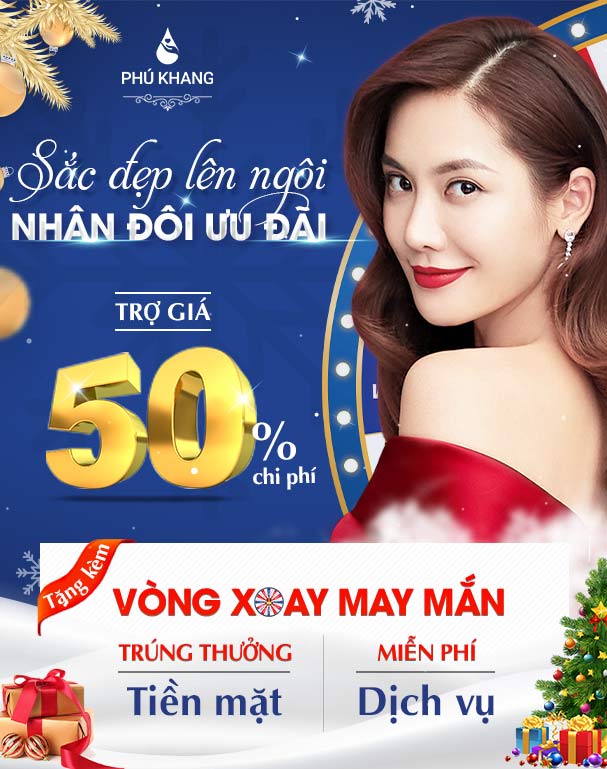 PHÚ KHANG
Sắc đẹp lên ngôi
NHÂN ĐÔI ƯU ĐÃI
TRỢ GIÁ
50%
chi phí
Tặng kèm
VÒNG XOAY MAY MẮN
TRÚNG THƯỞNG
Tiền mặt
MIỄN PHÍ
Dịch vụ